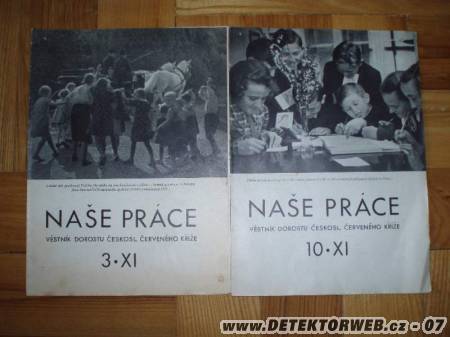 NAŠE PRÁCE
VĚSTNÍK DOROSTU ČESKOSL. ČERVENÉHO KŘÍŽE
3·XI
NAŠE PRÁCE
VĚSTNÍK DOROSTU ČESKOSL. ČERVENÉHO KŘÍŽE
10·XI
www.DETEKTORWEB.cz - 07